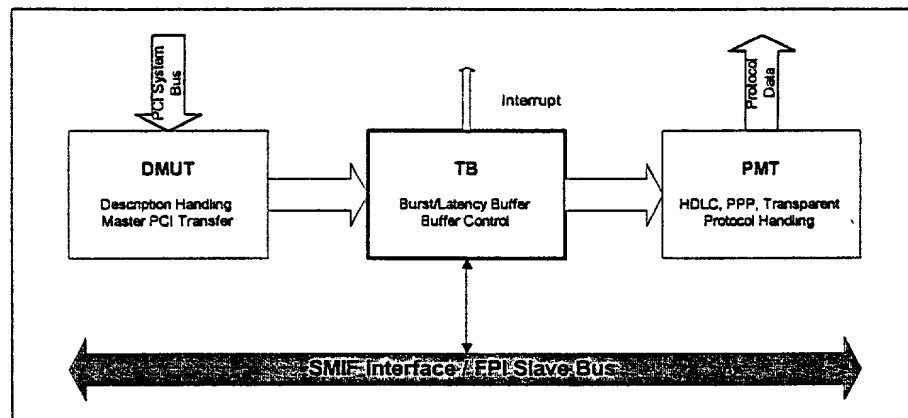 PCI System
Bus
Interrupt
Protocol
Data
DMUT
Description Handling
Master PCI Transfer
TB
Burst/Latency Buffer
Buffer Control
PMT
HDLC, PPP, Transparent
Protocol Handling
SMIF Interface / FPI Slave Bus